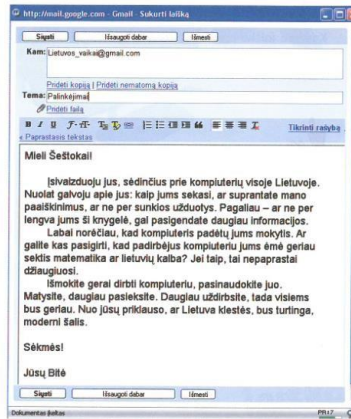 http://mail.google.com - Gmail - Sukurti laišką
Siųsti Išsaugoti dabar Išmesti
Kam: Lietuvos_vaikai@gmail.com
Pridėti kopiją | Pridėti nematomą kopiją
Tema: Palinkėjimai
Pridėti failą
Tikrinti rašybą
« Paprastasis tekstas
Mieli Šeštokai!
Įsivaizduoju jus, sėdinčius prie kompiuterių visoje Lietuvoje.
Nuolat galvoju apie jus: kaip jums sekasi, ar suprantate mano
paaiškinimus, ar ne per sunkios užduotys. Pagaliau – ar ne per
lengva jums ši knygelė, gal pasigendate daugiau informacijos.
Labai norėčiau, kad kompiuteris padėtų jums mokytis. Ar
galite kas pasigirti, kad padirbėjus kompiuteriu jums ėmė geriau
sektis matematika ar lietuvių kalba? Jei taip, tai nepaprastai
džiaugiuosi.
Išmokite gerai dirbti kompiuteriu, pasinaudokite juo.
Matysite, daugiau pasieksite. Daugiau uždirbsite, tada visiems
bus geriau. Nuo jūsų priklauso, ar Lietuva klestės, bus turtinga,
moderni šalis.
Sėkmės!
Jūsų Bitė
Siųsti Išsaugoti dabar Išmesti
Dokumentas įkeltas